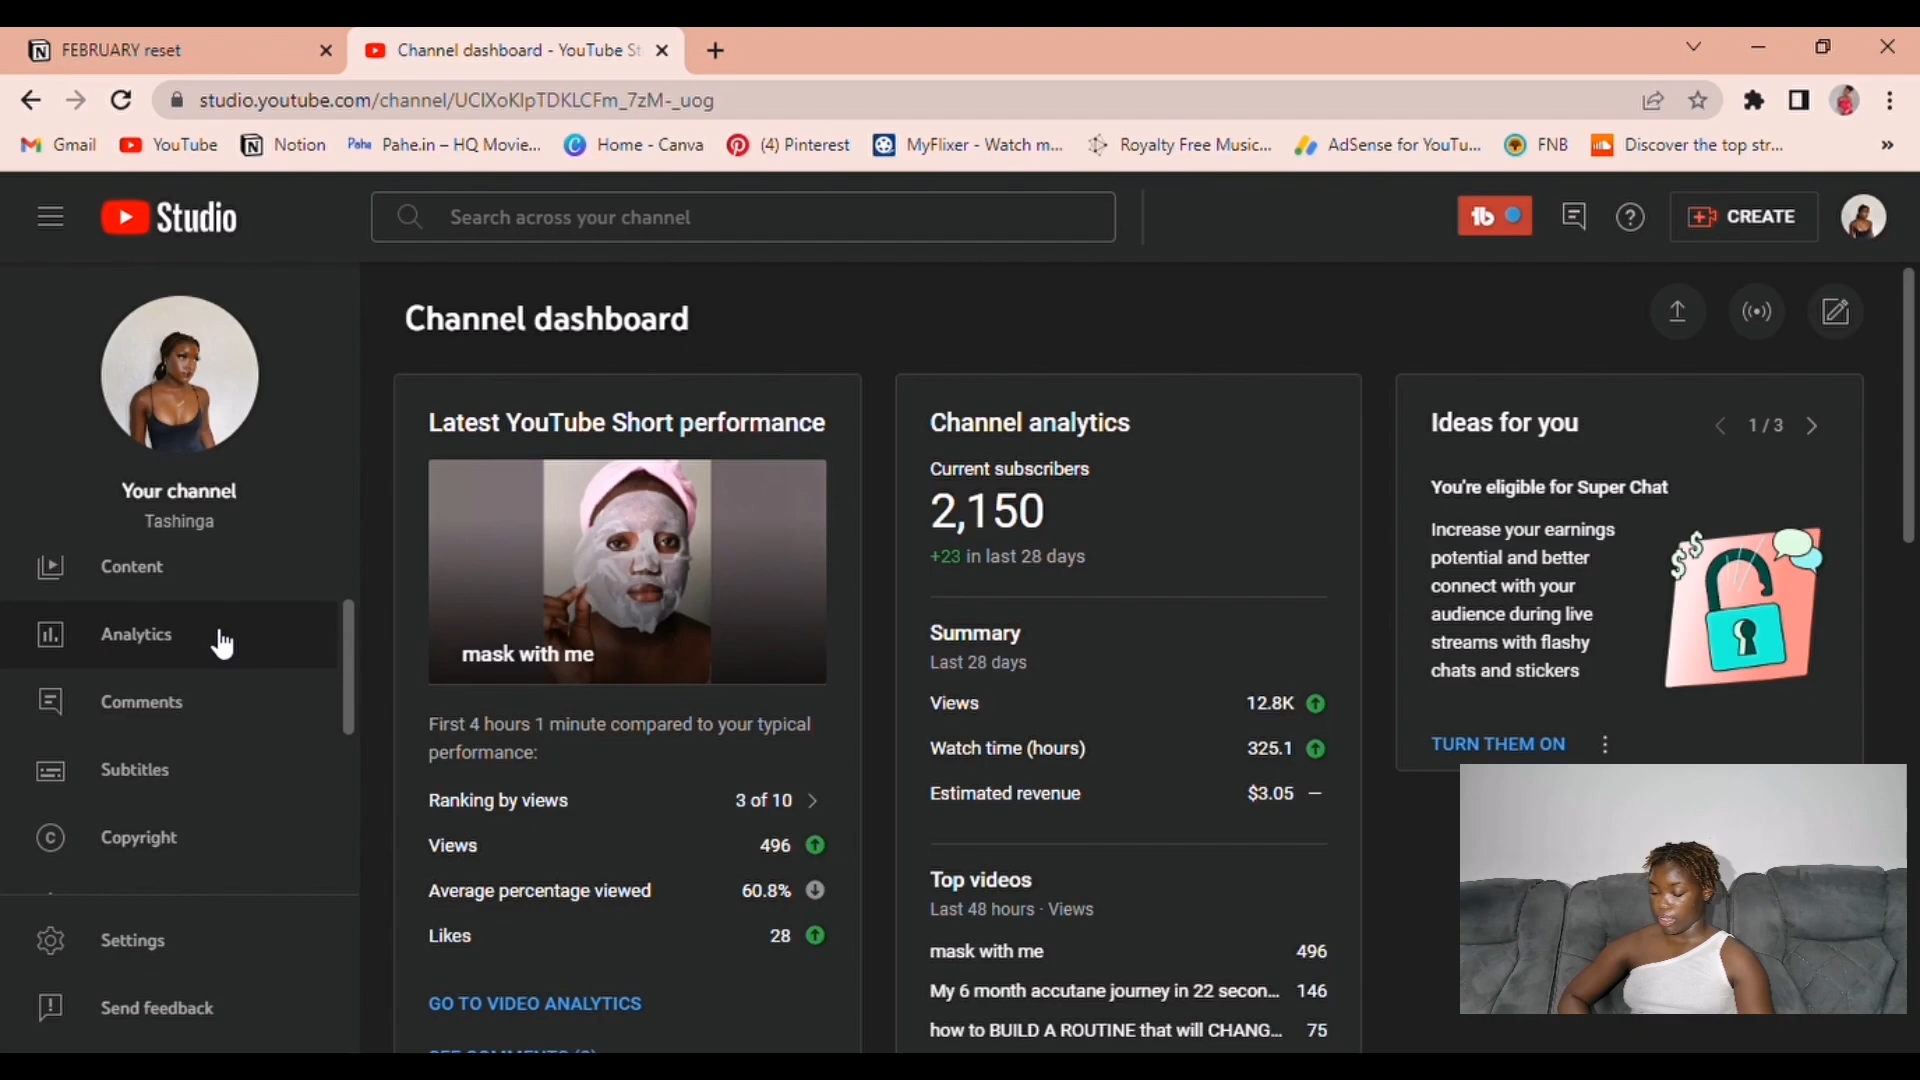 FEBRUARY reset
Channel dashboard - YouTube St
studio.youtube.com/channel/UCIXoKIpTDKLCFm_7zM-_uog
Gmail
YouTube
Notion
Pahe Pahe.in – HQ Movie...
Home - Canva
(4) Pinterest
MyFlixer - Watch m...
Royalty Free Music...
AdSense for YouTu...
FNB
Discover the top str...
»
Studio
Search across your channel
CREATE
Your channel
Tashinga
Content
Analytics
Comments
Subtitles
Copyright
Settings
Send feedback
Channel dashboard
Latest YouTube Short performance
mask with me
First 4 hours 1 minute compared to your typical
performance:
Ranking by views 3 of 10
Views 496
Average percentage viewed 60.8%
Likes 28
GO TO VIDEO ANALYTICS
Channel analytics
Current subscribers
2,150
+23 in last 28 days
Summary
Last 28 days
Views 12.8K
Watch time (hours) 325.1
Estimated revenue $3.05 —
Top videos
Last 48 hours · Views
mask with me 496
My 6 month accutane journey in 22 secon... 146
how to BUILD A ROUTINE that will CHANG... 75
Ideas for you
1 / 3
You're eligible for Super Chat
Increase your earnings
potential and better
connect with your
audience during live
streams with flashy
chats and stickers
TURN THEM ON